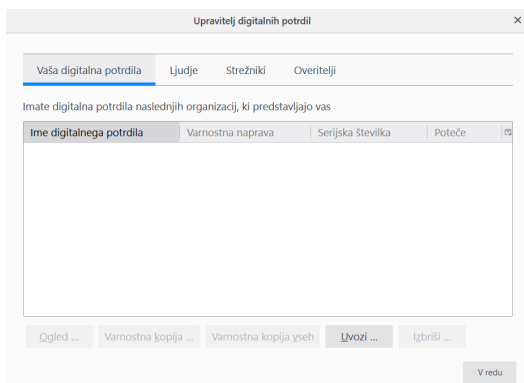 Upravitelj digitalnih potrdil
Vaša digitalna potrdila Ljudje Strežniki Overitelji
Imate digitalna potrdila naslednjih organizacij, ki predstavljajo vas
Ime digitalnega potrdila Varnostna naprava Serijska številka Poteče
Ogled ... Varnostna kopija ... Varnostna kopija vseh Uvozi ... Izbriši ...
V redu